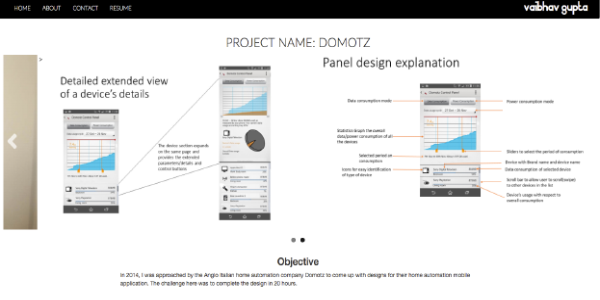 HOME ABOUT CONTACT RESUME
vaibhav gupta
PROJECT NAME: DOMOTZ
Detailed extended view
of a device's details
The device section expands
on the same page and
provides the extended
parameters/details and
customisations
Panel design explanation
Data consumption mode
Power consumption mode
Statistics Graph the overall
data/power consumption of all
the devices
Selected period on
consumption
Icons for easy identification
of type of device
Sliders to select the period of consumption
Device with Brand name and device name
Data consumption of selected device
Scroll bar to allow user to scroll(swipe)
to other devices in the list
Device's usage with respect to
overall consumption
Objective
In 2014, I was approached by the Anglo Italian home automation company Domotz to come up with designs for their home automation mobile
application. The challenge here was to complete the design in 20 hours.